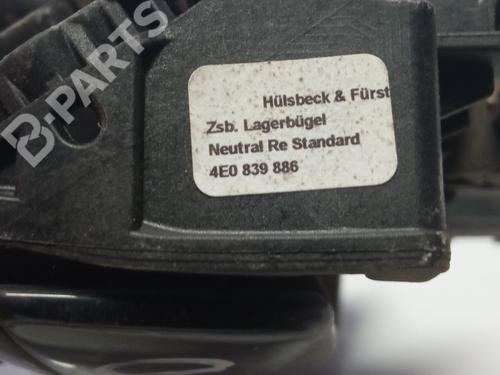 B-PARTS
Hülsbeck & Fürst
Zsb. Lagerbügel
Neutral Re Standard
4E0 839 886